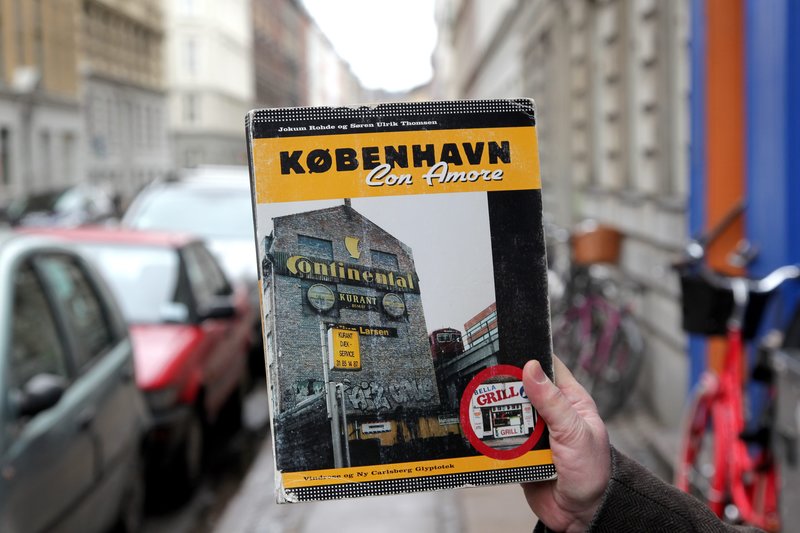 Jokum Rohde og Søren Ulrik Thomsen
KØBENHAVN
Con Amore
Continental
KURANT
Larsen
KURANT
DÆK-
SERVICE
BELLA
GRILL
GRILL
Vindrose og Ny Carlsberg Glyptotek